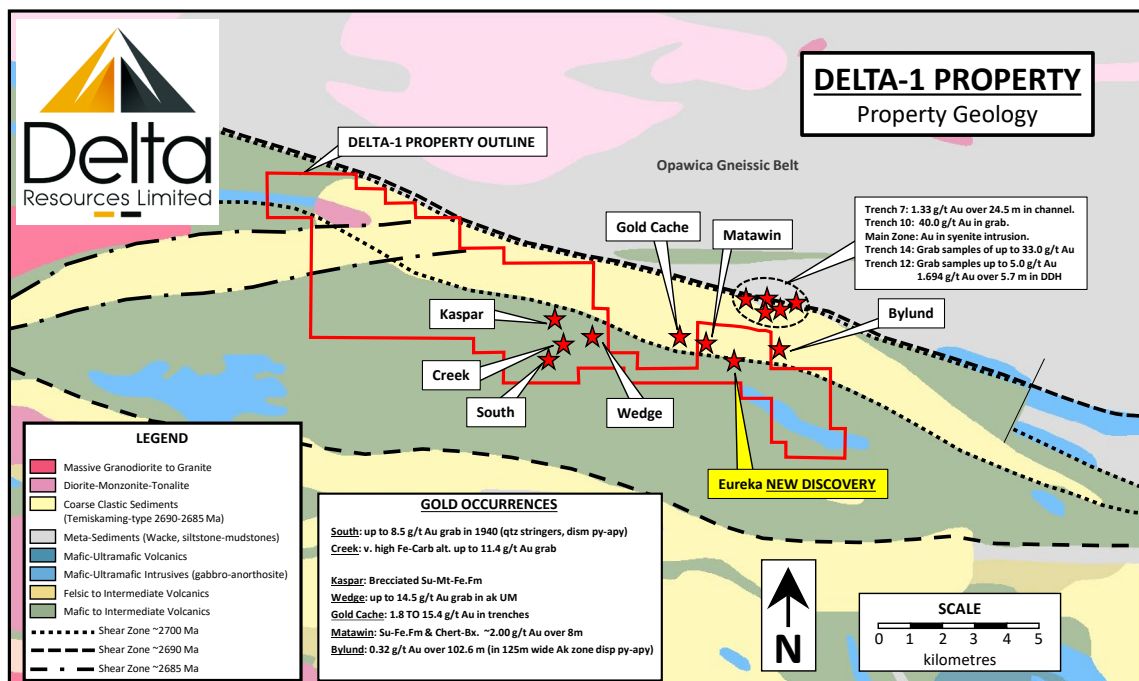 Delta
Resources Limited
DELTA-1 PROPERTY
Property Geology
DELTA-1 PROPERTY OUTLINE
Opawica Gneissic Belt
Trench 7: 1.33 g/t Au over 24.5 m in channel.
Trench 10: 40.0 g/t Au in grab.
Main Zone: Au in syenite intrusion.
Trench 14: Grab samples of up to 33.0 g/t Au
Trench 12: Grab samples up to 5.0 g/t Au
1.694 g/t Au over 5.7 m in DDH
Gold Cache
Matawin
Kaspar
Bylund
Creek
South
Wedge
Eureka NEW DISCOVERY
LEGEND
Massive Granodiorite to Granite
Diorite-Monzonite-Tonalite
Coarse Clastic Sediments
(Temiskaming-type 2690-2685 Ma)
Meta-Sediments (Wacke, siltstone-mudstones)
Mafic-Ultramafic Volcanics
Mafic-Ultramafic Intrusives (gabbro-anorthosite)
Felsic to Intermediate Volcanics
Mafic to Intermediate Volcanics
Shear Zone ~2700 Ma
Shear Zone ~2690 Ma
Shear Zone ~2685 Ma
GOLD OCCURRENCES
South: up to 8.5 g/t Au grab in 1940 (qtz stringers, dism py-apy)
Creek: v. high Fe-Carb alt. up to 11.4 g/t Au grab
Kaspar: Brecciated Su-Mt-Fe.Fm
Wedge: up to 14.5 g/t Au grab in ak UM
Gold Cache: 1.8 TO 15.4 g/t Au in trenches
Matawin: Su-Fe.Fm & Chert-Bx. ~2.00 g/t Au over 8m
Bylund: 0.32 g/t Au over 102.6 m (in 125m wide Ak zone disp py-apy)
N
SCALE
0 1 2 3 4 5
kilometres